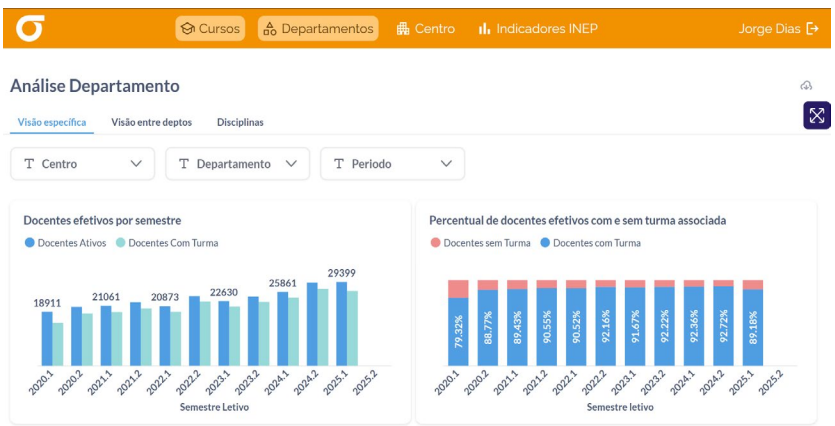 Cursos
Departamentos
Centro
Indicadores INEP
Jorge Dias
Análise Departamento
Visão específica
Visão entre deptos
Disciplinas
T Centro
T Departamento
T Periodo
Docentes efetivos por semestre
Docentes Ativos
Docentes Com Turma
18911
21061
20873
22630
25861
29399
2020.1
2020.2
2021.1
2021.2
2022.1
2022.2
2023.1
2023.2
2024.1
2024.2
2025.1
2025.2
Semestre Letivo
Percentual de docentes efetivos com e sem turma associada
Docentes sem Turma
Docentes com Turma
79.32%
88.77%
89.43%
90.55%
90.52%
92.16%
91.67%
92.22%
92.36%
92.72%
89.18%
2020.1
2020.2
2021.1
2021.2
2022.1
2022.2
2023.1
2023.2
2024.1
2024.2
2025.1
2025.2
Semestre letivo